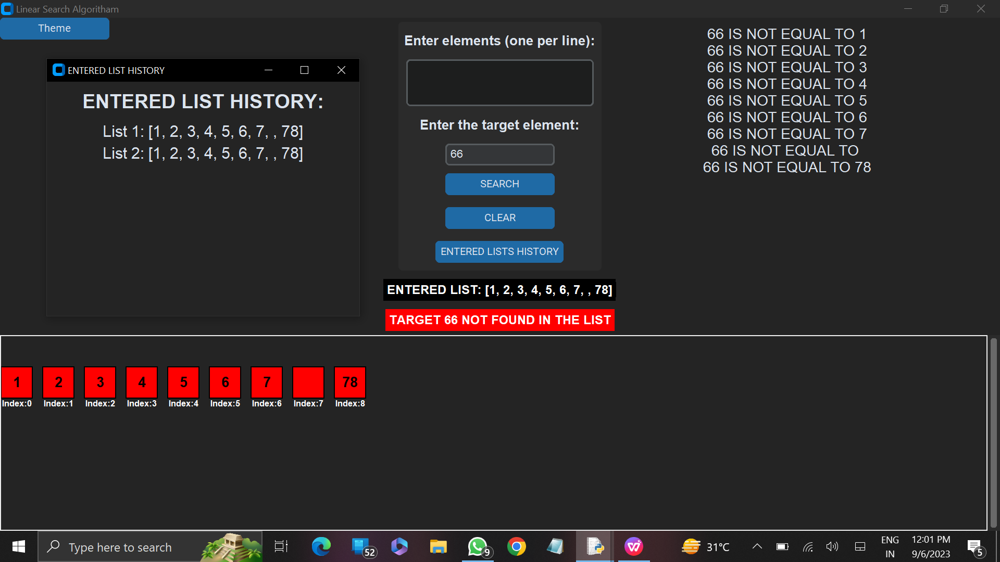 Linear Search Algoritham
Theme
ENTERED LIST HISTORY
ENTERED LIST HISTORY:
List 1: [1, 2, 3, 4, 5, 6, 7, , 78]
List 2: [1, 2, 3, 4, 5, 6, 7, , 78]
Enter elements (one per line):
Enter the target element:
66
SEARCH
CLEAR
ENTERED LISTS HISTORY
ENTERED LIST: [1, 2, 3, 4, 5, 6, 7, , 78]
TARGET 66 NOT FOUND IN THE LIST
66 IS NOT EQUAL TO 1
66 IS NOT EQUAL TO 2
66 IS NOT EQUAL TO 3
66 IS NOT EQUAL TO 4
66 IS NOT EQUAL TO 5
66 IS NOT EQUAL TO 6
66 IS NOT EQUAL TO 7
66 IS NOT EQUAL TO
66 IS NOT EQUAL TO 78
1 2 3 4 5 6 7 78
Index:0 Index:1 Index:2 Index:3 Index:4 Index:5 Index:6 Index:7 Index:8
Type here to search
52
9
31°C
ENG
IN
12:01 PM
9/6/2023
5